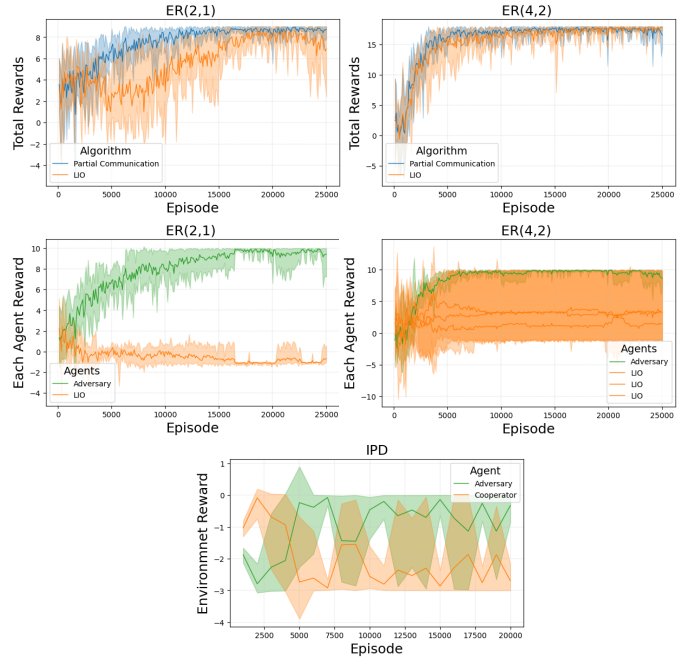 ER(2,1)
Total Rewards
8
6
4
2
0
−2
−4
Algorithm
Partial Communication
LIO
0 5000 10000 15000 20000 25000
Episode
ER(4,2)
Total Rewards
15
10
5
0
−5
Algorithm
Partial Communication
LIO
0 5000 10000 15000 20000 25000
Episode
ER(2,1)
Each Agent Reward
10
8
6
4
2
0
−2
−4
Agents
Adversary
LIO
0 5000 10000 15000 20000 25000
Episode
ER(4,2)
Each Agent Reward
10
5
0
−5
−10
Agents
Adversary
LIO
LIO
LIO
0 5000 10000 15000 20000 25000
Episode
IPD
Environmnet Reward
1
0
−1
−2
−3
−4
Agent
Adversary
Cooperator
2500 5000 7500 10000 12500 15000 17500 20000
Episode